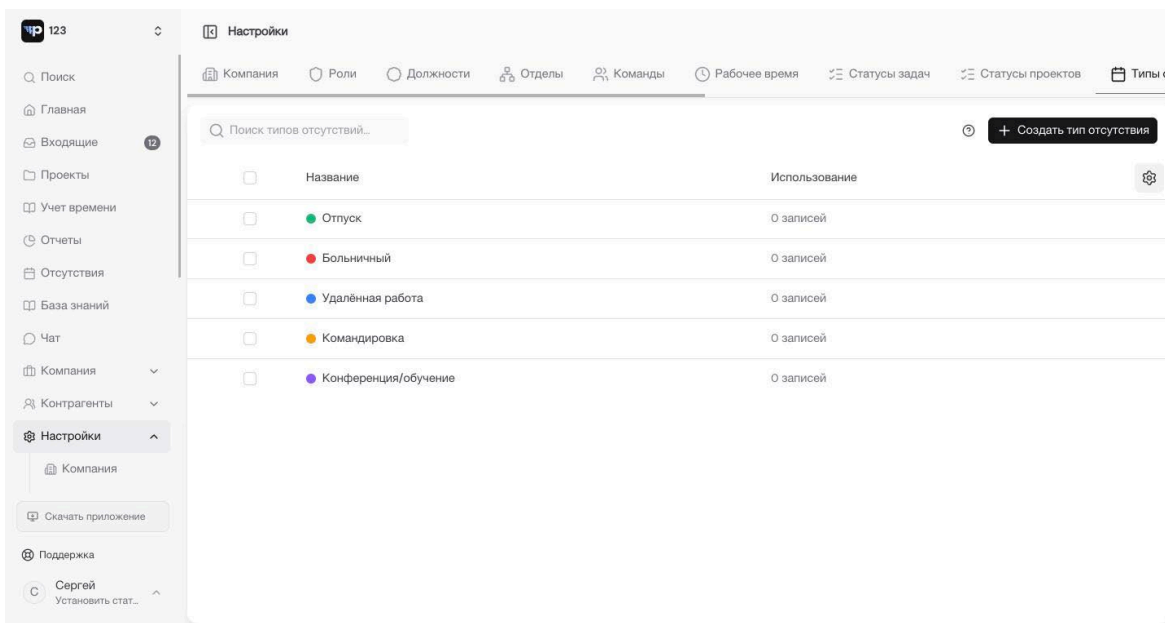 123
Поиск
Главная
Входящие 12
Проекты
Учет времени
Отчеты
Отсутствия
База знаний
Чат
Компания
Контрагенты
Настройки
Компания
Скачать приложение
Поддержка
С Сергей
Установить стат...
Настройки
Компания Роли Должности Отделы Команды Рабочее время Статусы задач Статусы проектов Типы
Поиск типов отсутствий... + Создать тип отсутствия
Название Использование
Отпуск 0 записей
Больничный 0 записей
Удалённая работа 0 записей
Командировка 0 записей
Конференция/обучение 0 записей